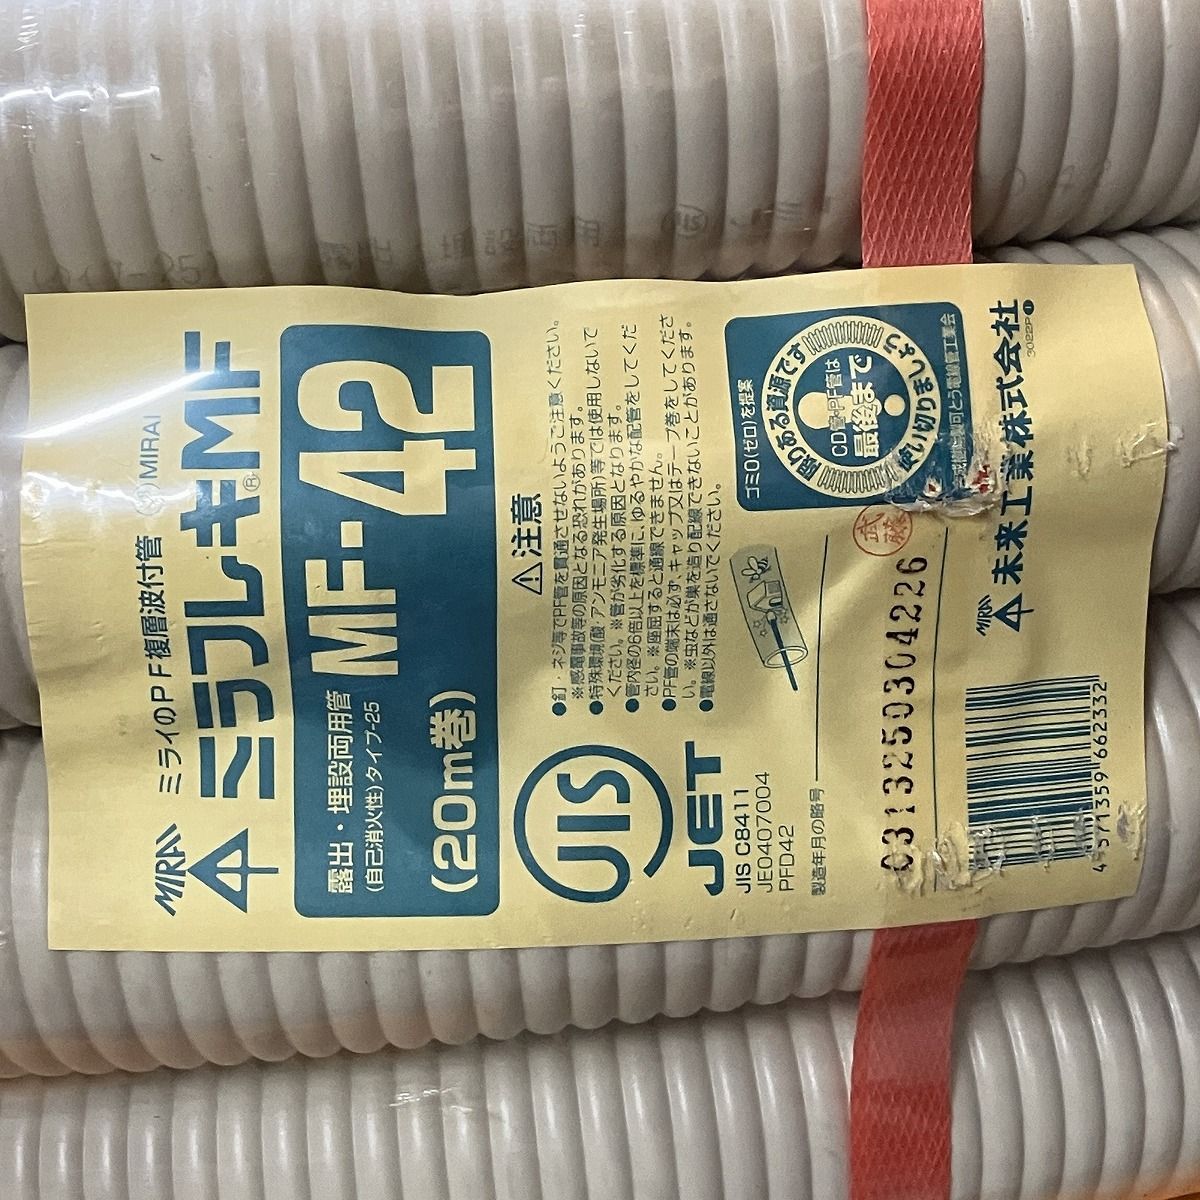 MIRAI
ミライのPF複層波付管
MIRAI
ミラフレキMF®
露出・埋設両用管
(自己消火性)タイプ-25
MF-42
(20m巻)
JIS
JET
JIS C8411
JE0407004
PFD42
製造年月の略号
⚠注意
●釘・ネジ等でPF管を貫通させないようご注意ください。
※感電事故等の原因となる恐れがあります。
●特殊環境(酸・アンモニア発生場所)等では使用しないで
ください。※管が劣化する原因となります。
●管内径の6倍以上を標準に、ゆるやかな配管をしてくだ
さい。※座屈すると通線できません。
●PF管の端末は必ず、キャップ又はテープ巻をしてくださ
い。※虫などが巣を造り配線できないことがあります。
●電線以外は通さないでください。
ゴミ0(ゼロ)を提案
限りある資源です
CD管・PF管は
最後まで
使い切りましょう
可とう電線管工業会
武藤
0313259304226
MIRAI
未来工業株式会社
3022P❶
4 571359 662332